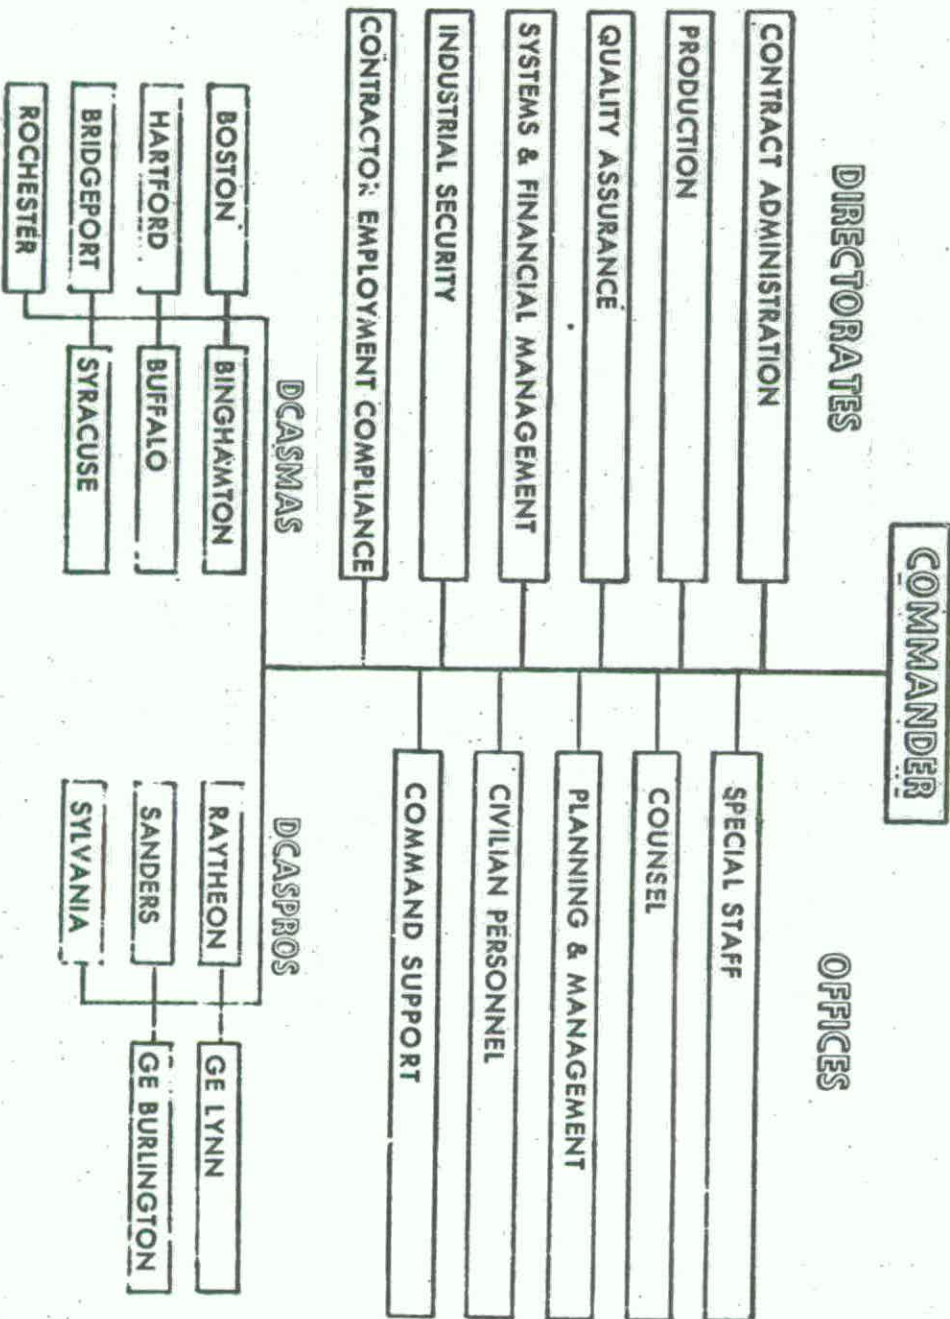 COMMANDER
DIRECTORATES
OFFICES
CONTRACT ADMINISTRATION
PRODUCTION
QUALITY ASSURANCE
SYSTEMS & FINANCIAL MANAGEMENT
INDUSTRIAL SECURITY
CONTRACTOR EMPLOYMENT COMPLIANCE
SPECIAL STAFF
COUNSEL
PLANNING & MANAGEMENT
CIVILIAN PERSONNEL
COMMAND SUPPORT
DCASMAS
BOSTON
BINGHAMTON
HARTFORD
BUFFALO
BRIDGEPORT
SYRACUSE
ROCHESTER
DCASPROS
RAYTHEON
GE LYNN
SANDERS
GE BURLINGTON
SYLVANIA